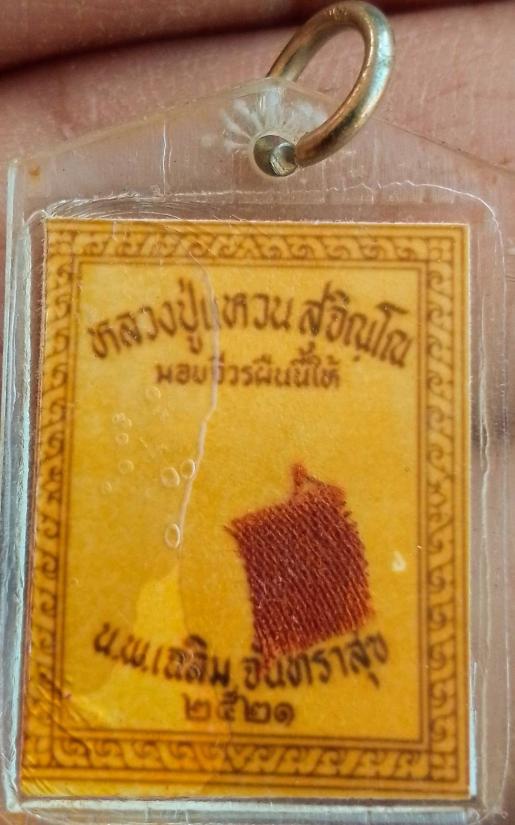 หลวงปู่แหวน สุจิณฺโณ
มอบจีวรผืนนี้ให้
น.พ.เฉลิม จันทราสุข
๒๕๒๑